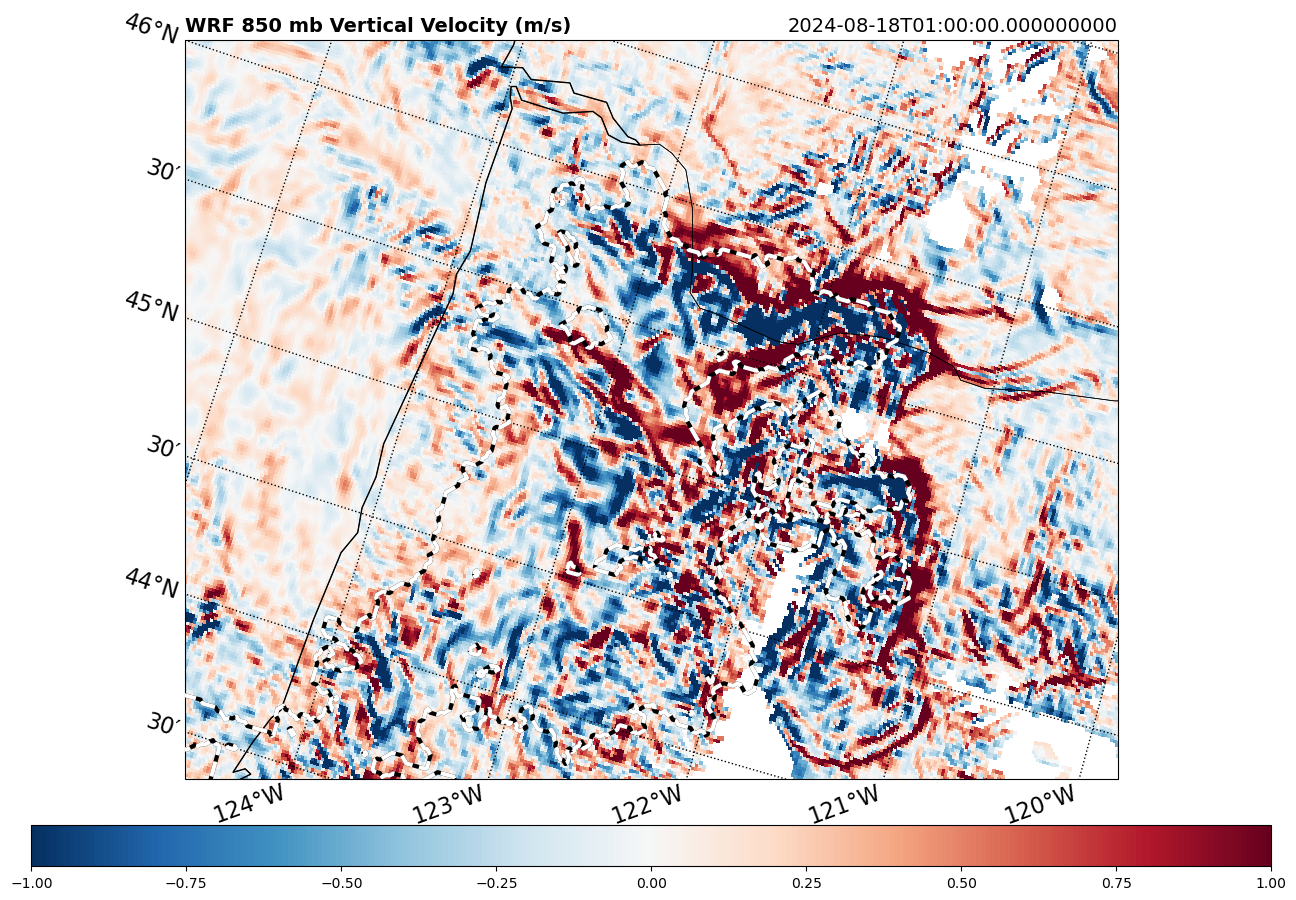 WRF 850 mb Vertical Velocity (m/s) 2024-08-18T01:00:00.000000000
46°N
30′
45°N
30′
44°N
30′
124°W 123°W 122°W 121°W 120°W
−1.00 −0.75 −0.50 −0.25 0.00 0.25 0.50 0.75 1.00